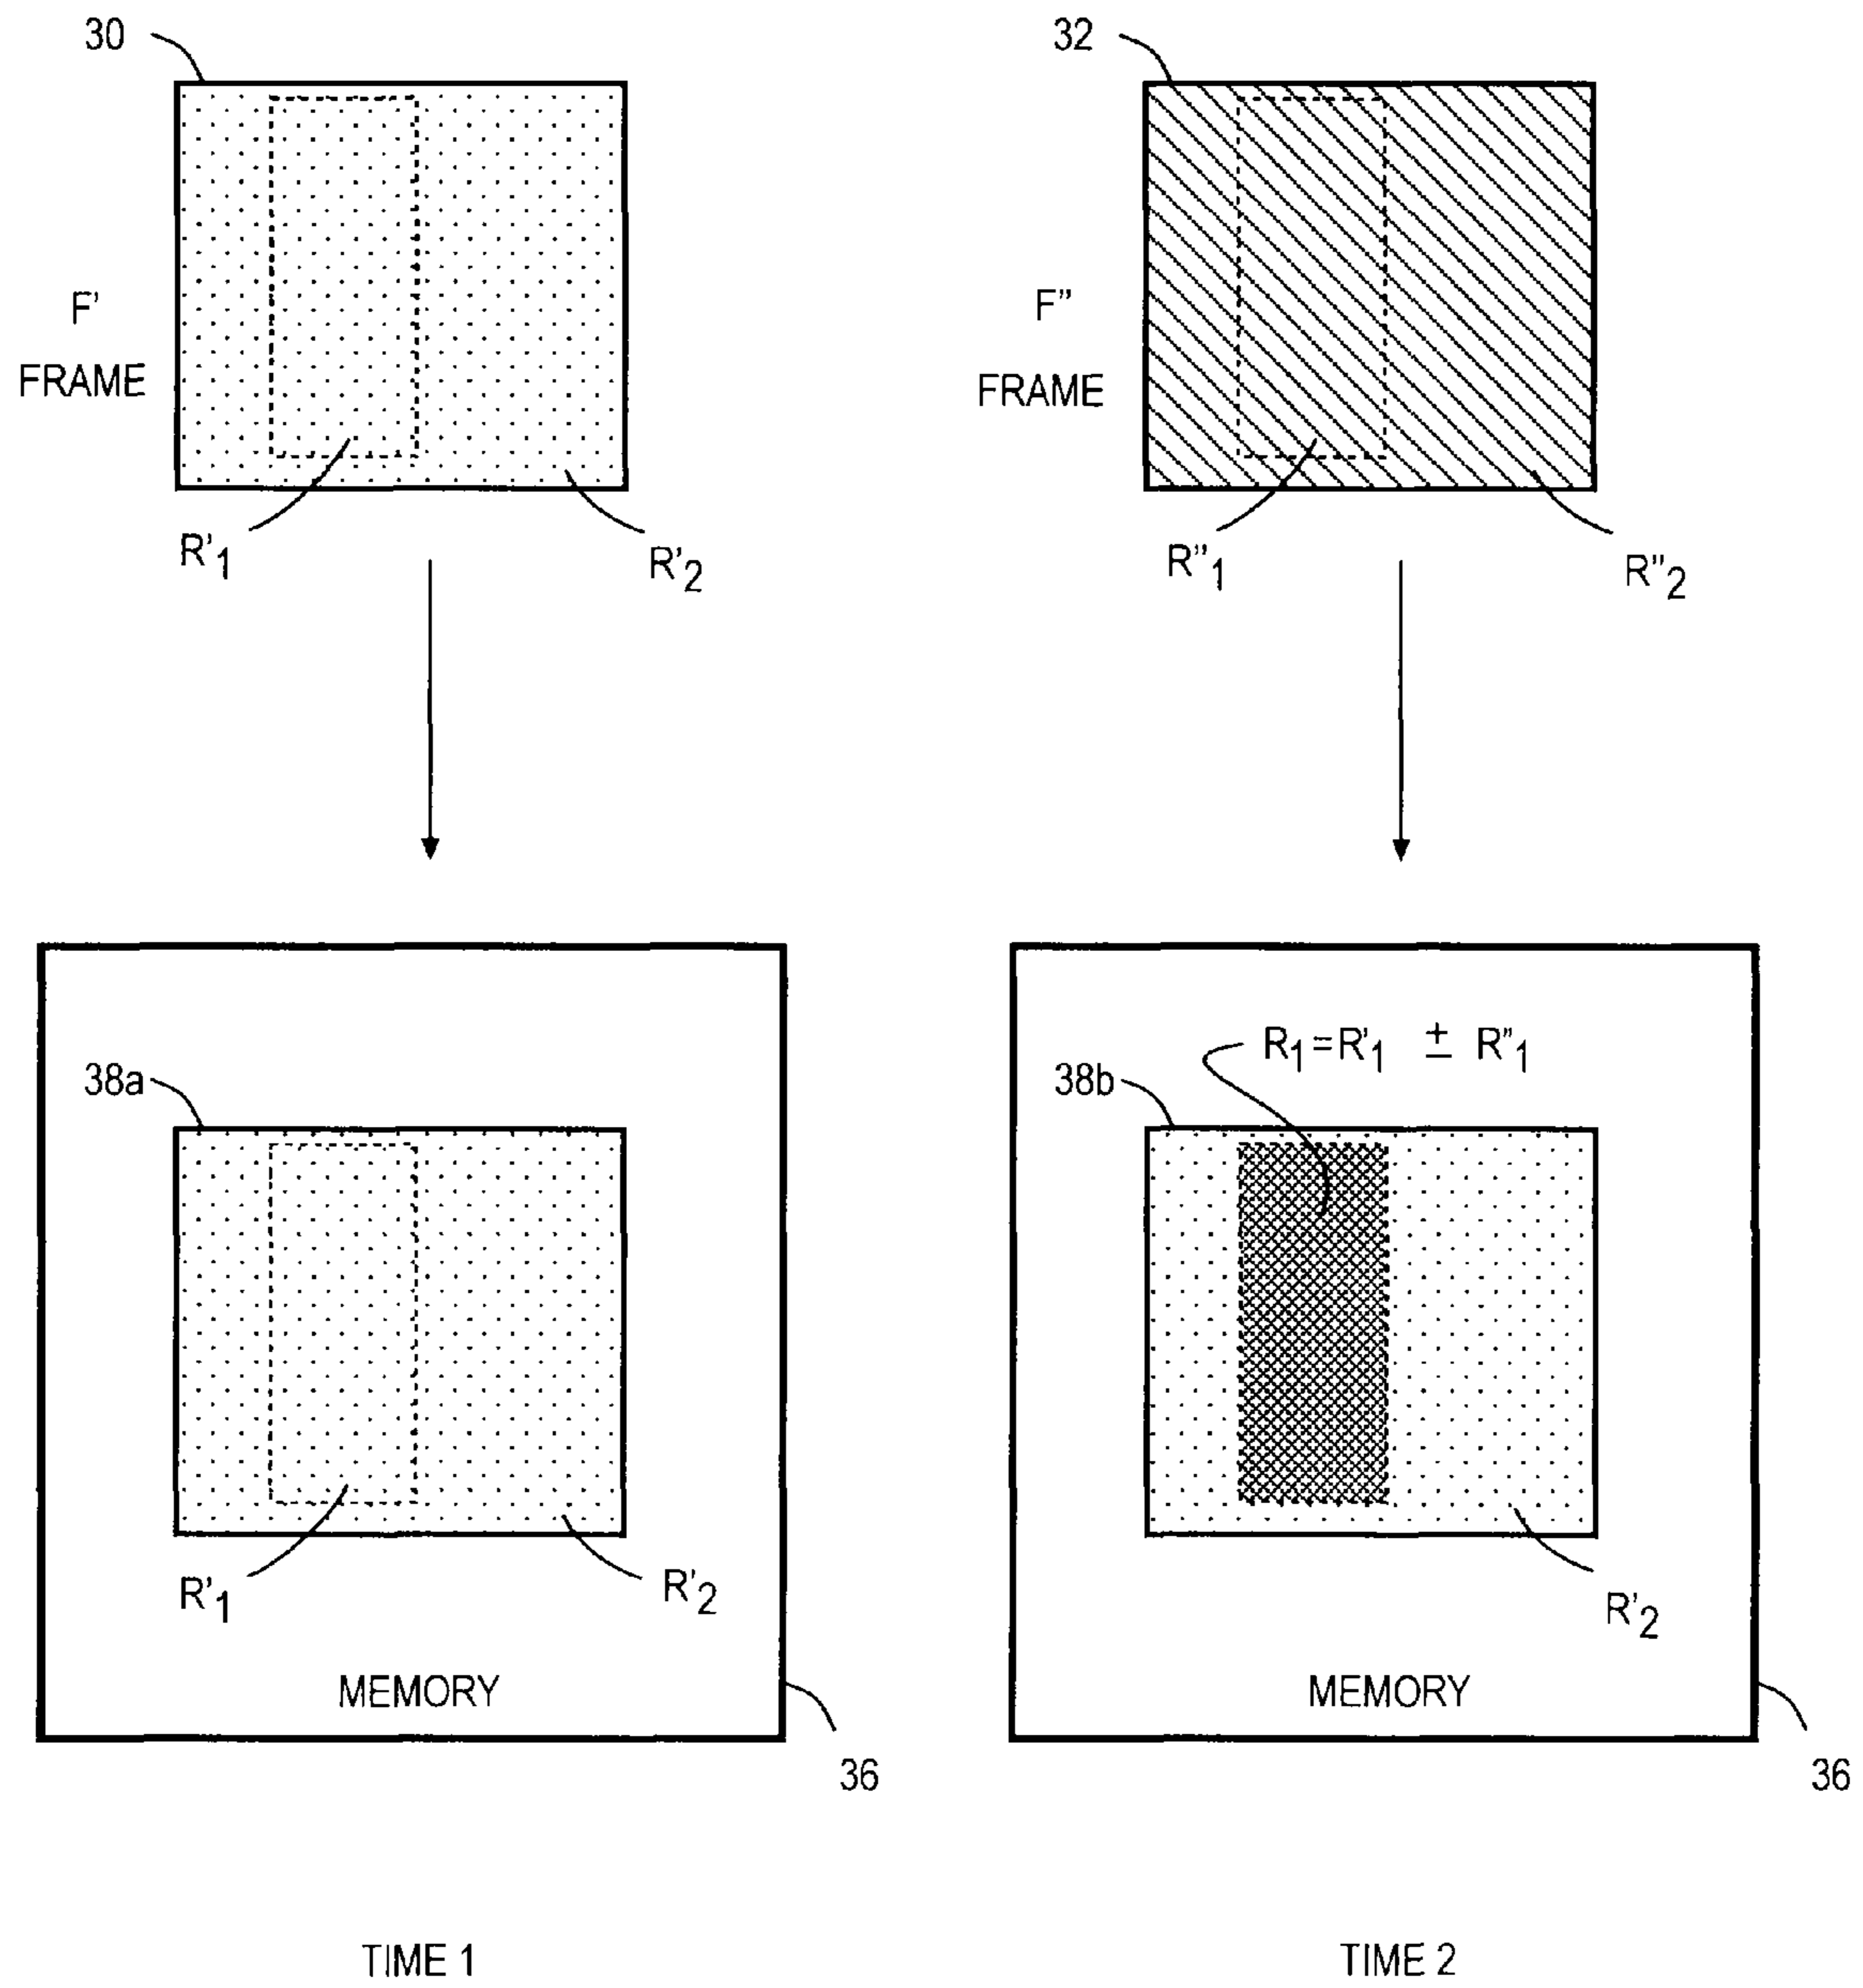 30
32
F'
FRAME
F"
FRAME
R'1
R'2
R"1
R"2
R1=R'1 ± R"1
38a
38b
R'1
R'2
R'2
MEMORY
MEMORY
36
36
TIME 1
TIME 2